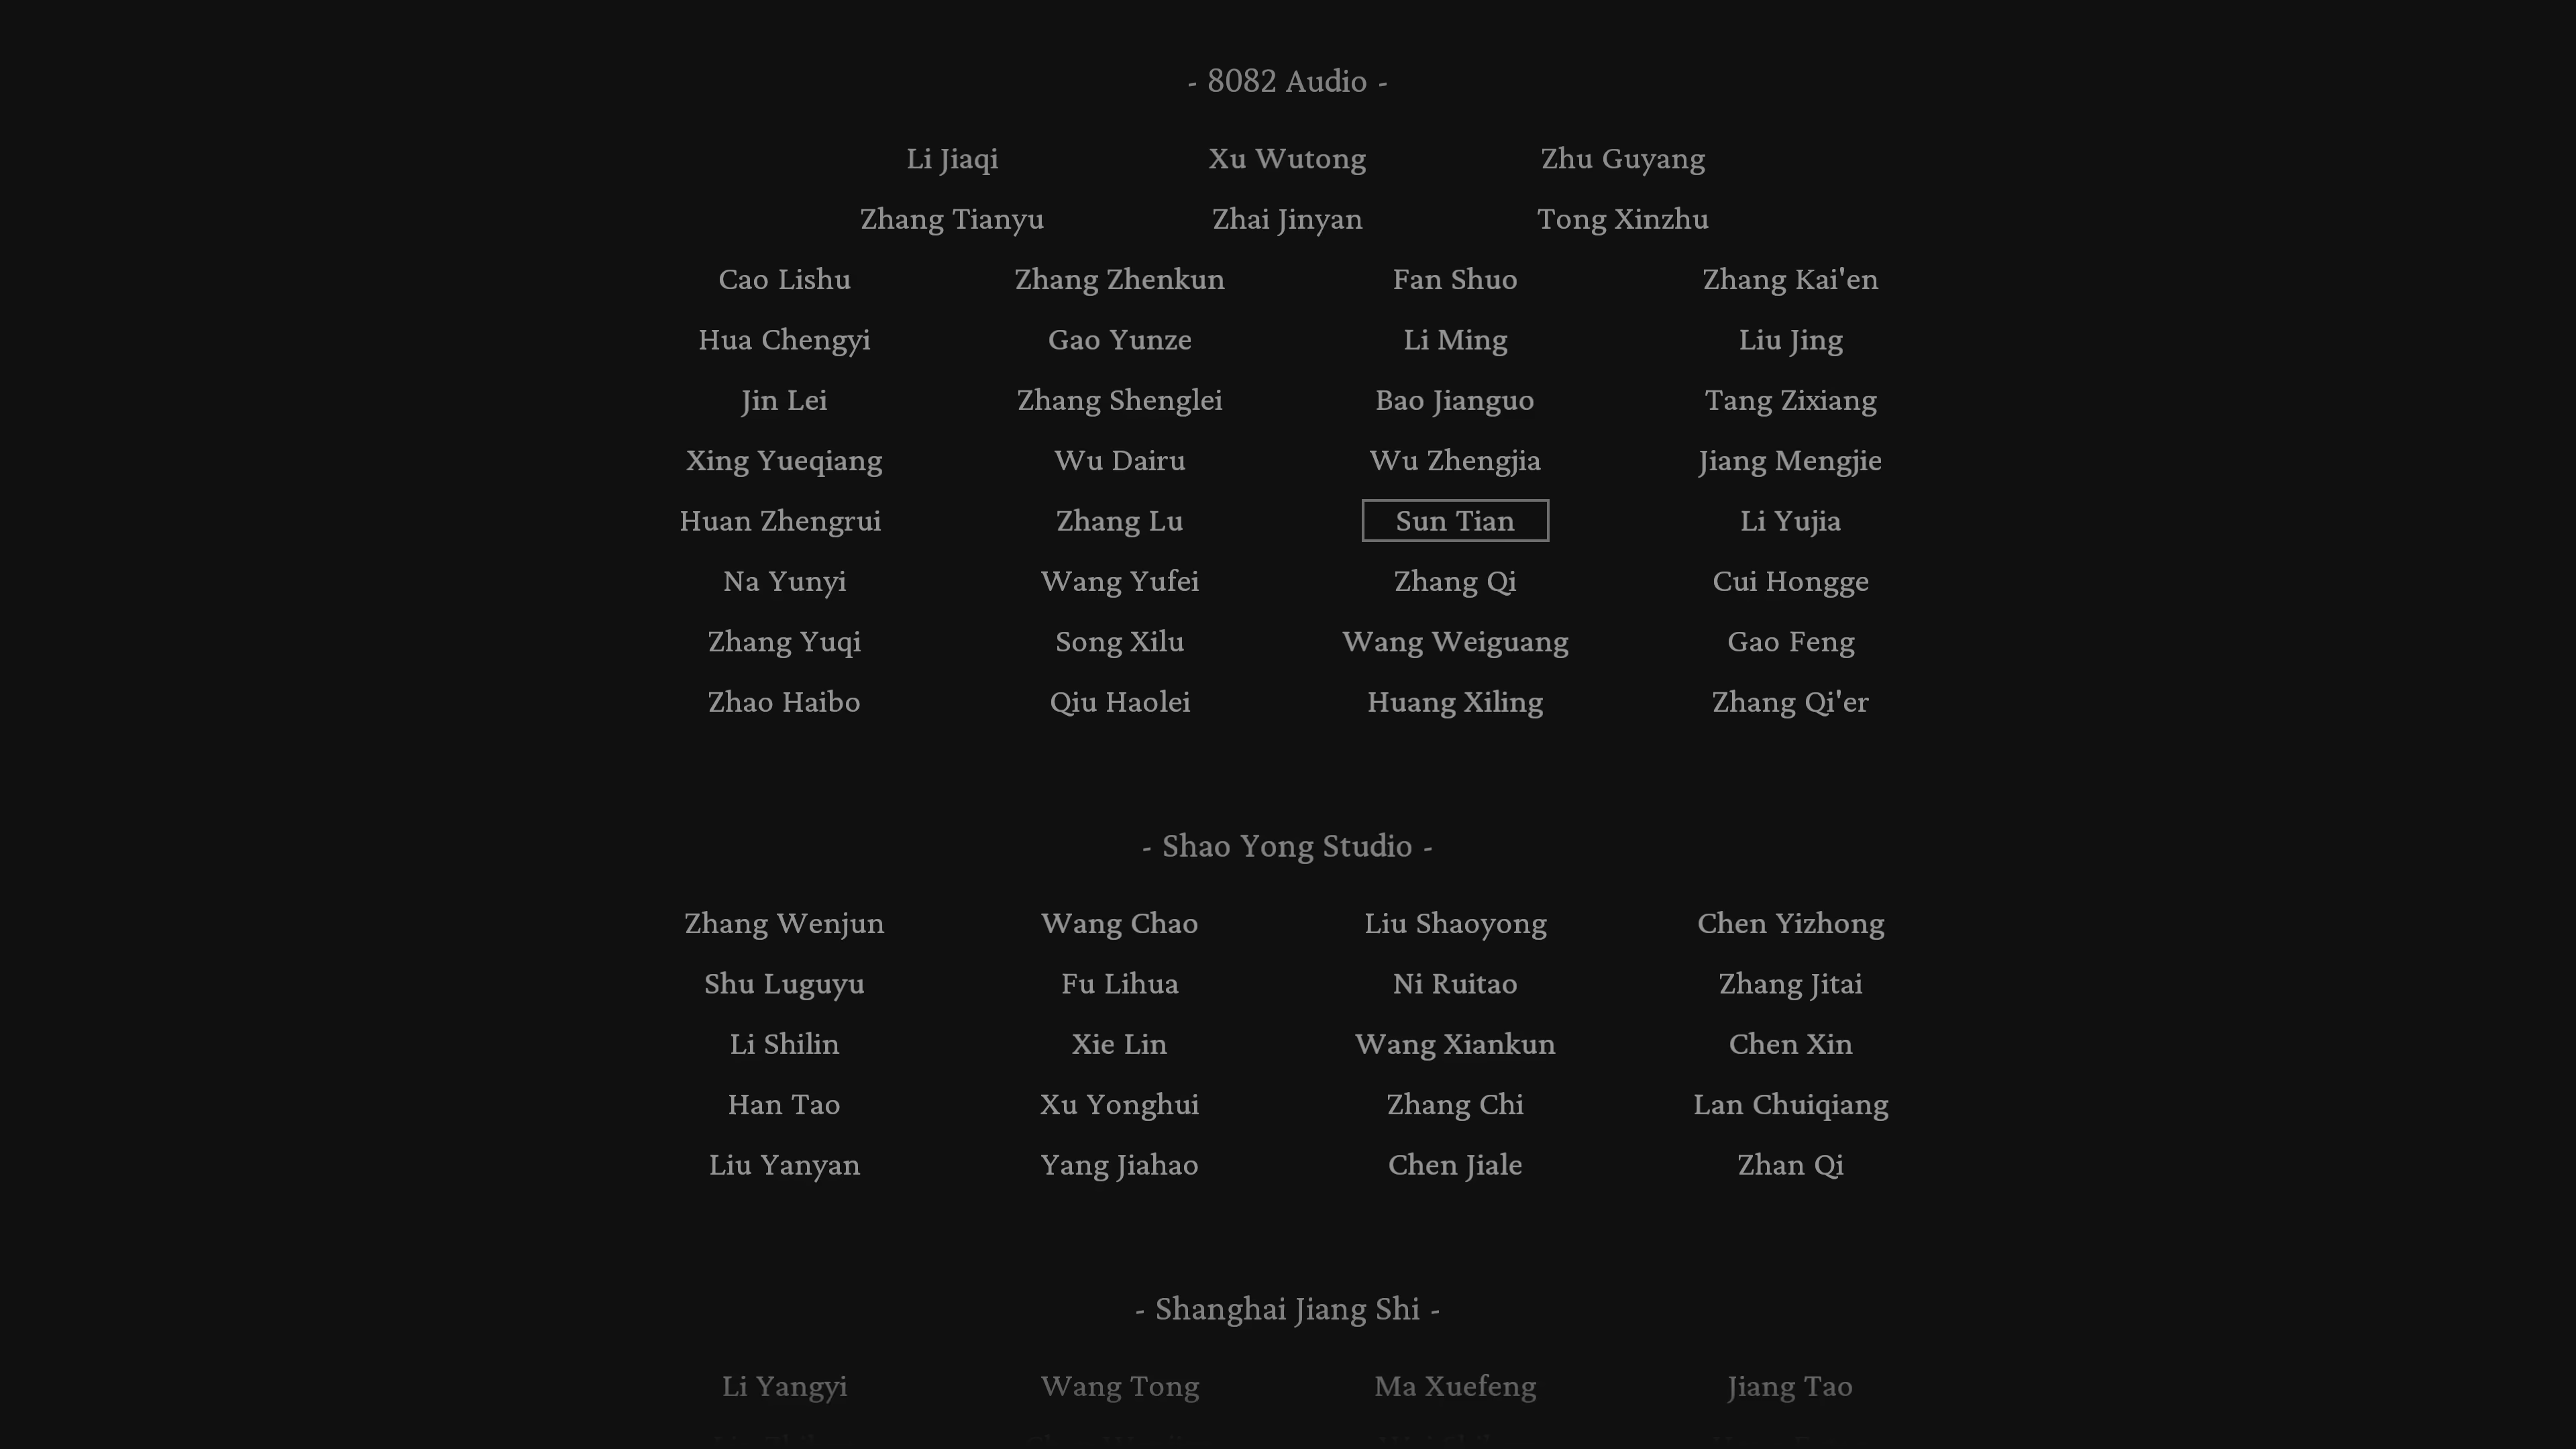 - 8082 Audio -
Li Jiaqi Xu Wutong Zhu Guyang
Zhang Tianyu Zhai Jinyan Tong Xinzhu
Cao Lishu Zhang Zhenkun Fan Shuo Zhang Kai'en
Hua Chengyi Gao Yunze Li Ming Liu Jing
Jin Lei Zhang Shenglei Bao Jianguo Tang Zixiang
Xing Yueqiang Wu Dairu Wu Zhengjia Jiang Mengjie
Huan Zhengrui Zhang Lu Sun Tian Li Yujia
Na Yunyi Wang Yufei Zhang Qi Cui Hongge
Zhang Yuqi Song Xilu Wang Weiguang Gao Feng
Zhao Haibo Qiu Haolei Huang Xiling Zhang Qi'er
- Shao Yong Studio -
Zhang Wenjun Wang Chao Liu Shaoyong Chen Yizhong
Shu Luguyu Fu Lihua Ni Ruitao Zhang Jitai
Li Shilin Xie Lin Wang Xiankun Chen Xin
Han Tao Xu Yonghui Zhang Chi Lan Chuiqiang
Liu Yanyan Yang Jiahao Chen Jiale Zhan Qi
- Shanghai Jiang Shi -
Li Yangyi Wang Tong Ma Xuefeng Jiang Tao